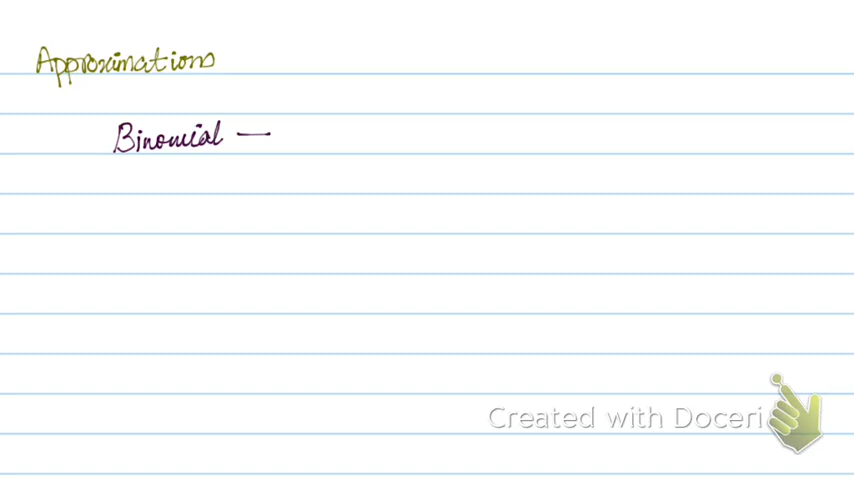 Approximations
Binomial —
Created with Doceri